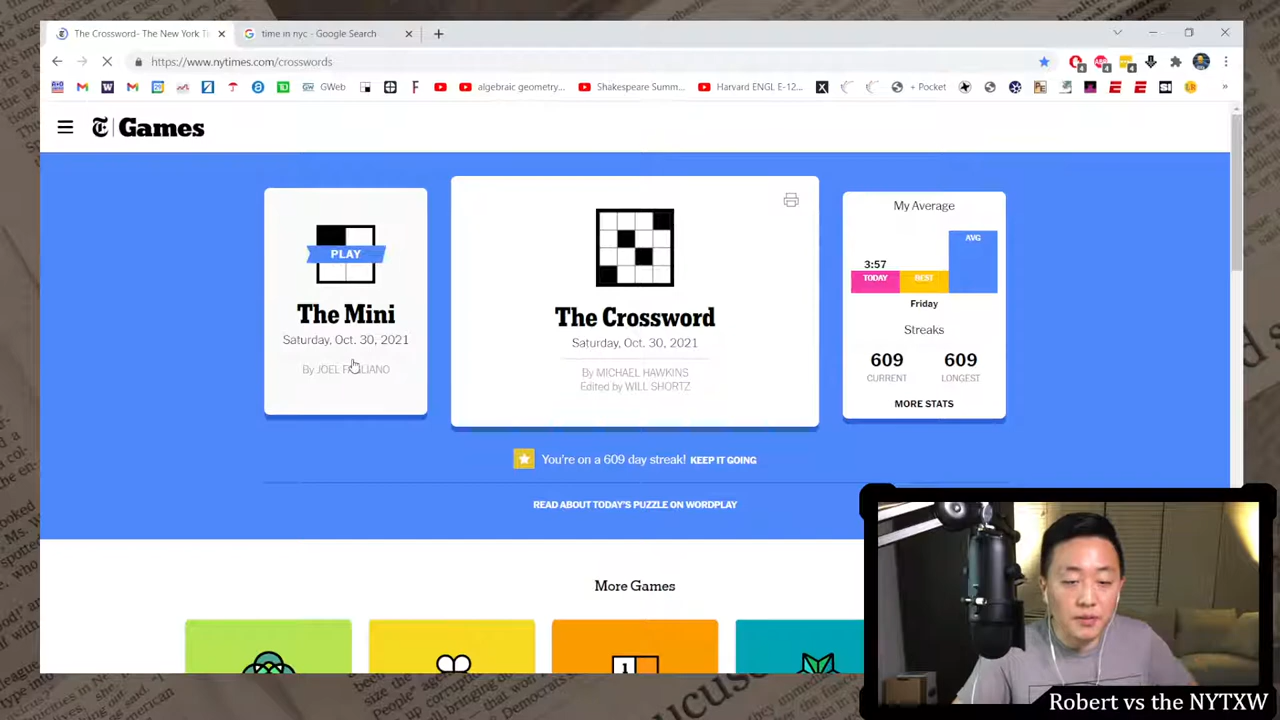 The Crossword- The New York Ti
time in nyc - Google Search
https://www.nytimes.com/crosswords
GWeb
algebraic geometry...
Shakespeare Summ...
Harvard ENGL E-12...
+ Pocket
Games
PLAY
The Mini
Saturday, Oct. 30, 2021
By JOEL
The Crossword
Saturday, Oct. 30, 2021
By MICHAEL HAWKINS
Edited by WILL SHORTZ
My Average
AVG
3:57
TODAY
BEST
Friday
Streaks
609
609
CURRENT
LONGEST
MORE STATS
You're on a 609 day streak! KEEP IT GOING
READ ABOUT TODAY'S PUZZLE ON WORDPLAY
More Games
Robert vs the NYTXW